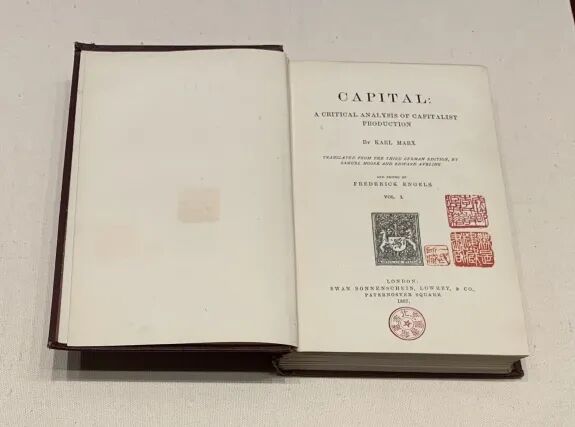 CAPITAL:
A CRITICAL ANALYSIS OF CAPITALIST
PRODUCTION
BY KARL MARX
TRANSLATED FROM THE THIRD GERMAN EDITION, BY
SAMUEL MOORE AND EDWARD AVELING
AND EDITED BY
FREDERICK ENGELS
VOL. I.
LONDON:
SWAN SONNENSCHEIN, LOWREY, & CO.,
PATERNOSTER SQUARE
1887.